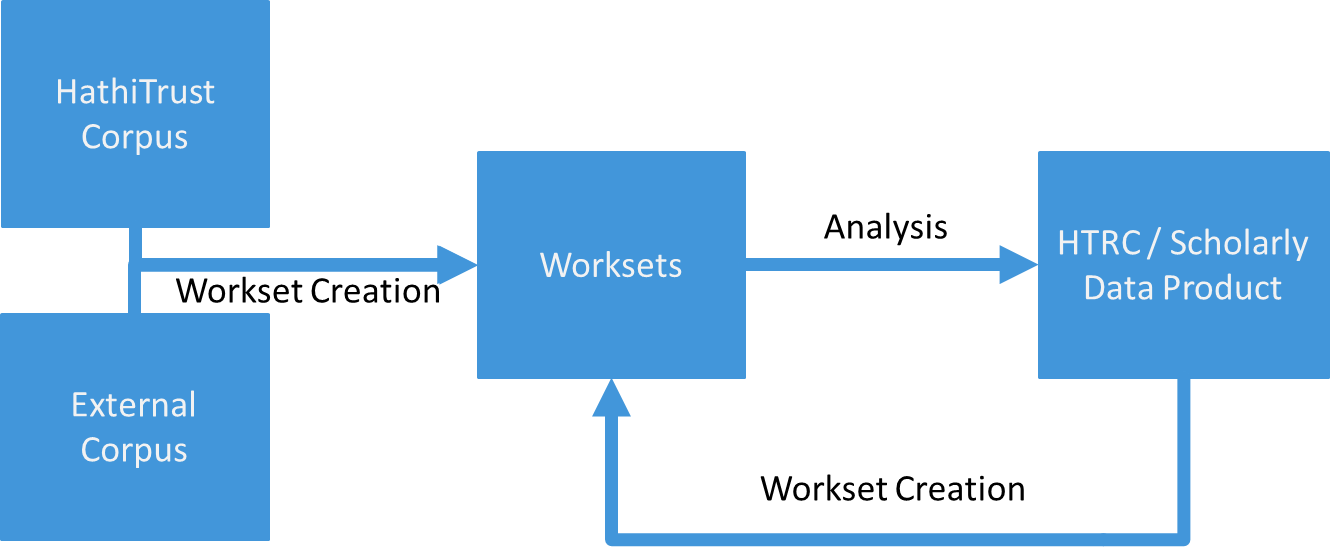 HathiTrust
Corpus
Workset Creation
External
Corpus
Worksets
Analysis
HTRC / Scholarly
Data Product
Workset Creation